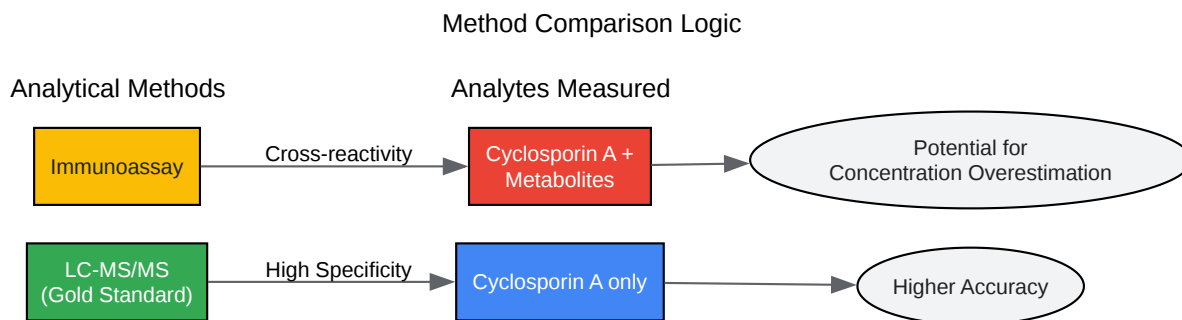 Method Comparison Logic
Analytical Methods
Analytes Measured
Immunoassay
Cross-reactivity
Cyclosporin A +
Metabolites
Potential for
Concentration Overestimation
LC-MS/MS
(Gold Standard)
High Specificity
Cyclosporin A only
Higher Accuracy